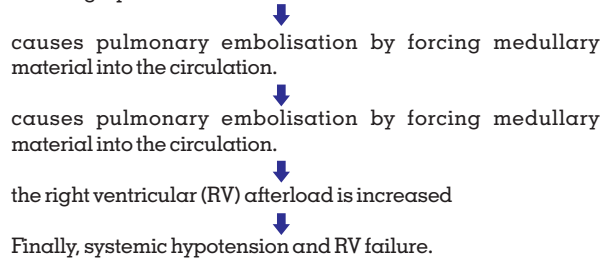 causes pulmonary embolisation by forcing medullary
material into the circulation.
causes pulmonary embolisation by forcing medullary
material into the circulation.
the right ventricular (RV) afterload is increased
Finally, systemic hypotension and RV failure.